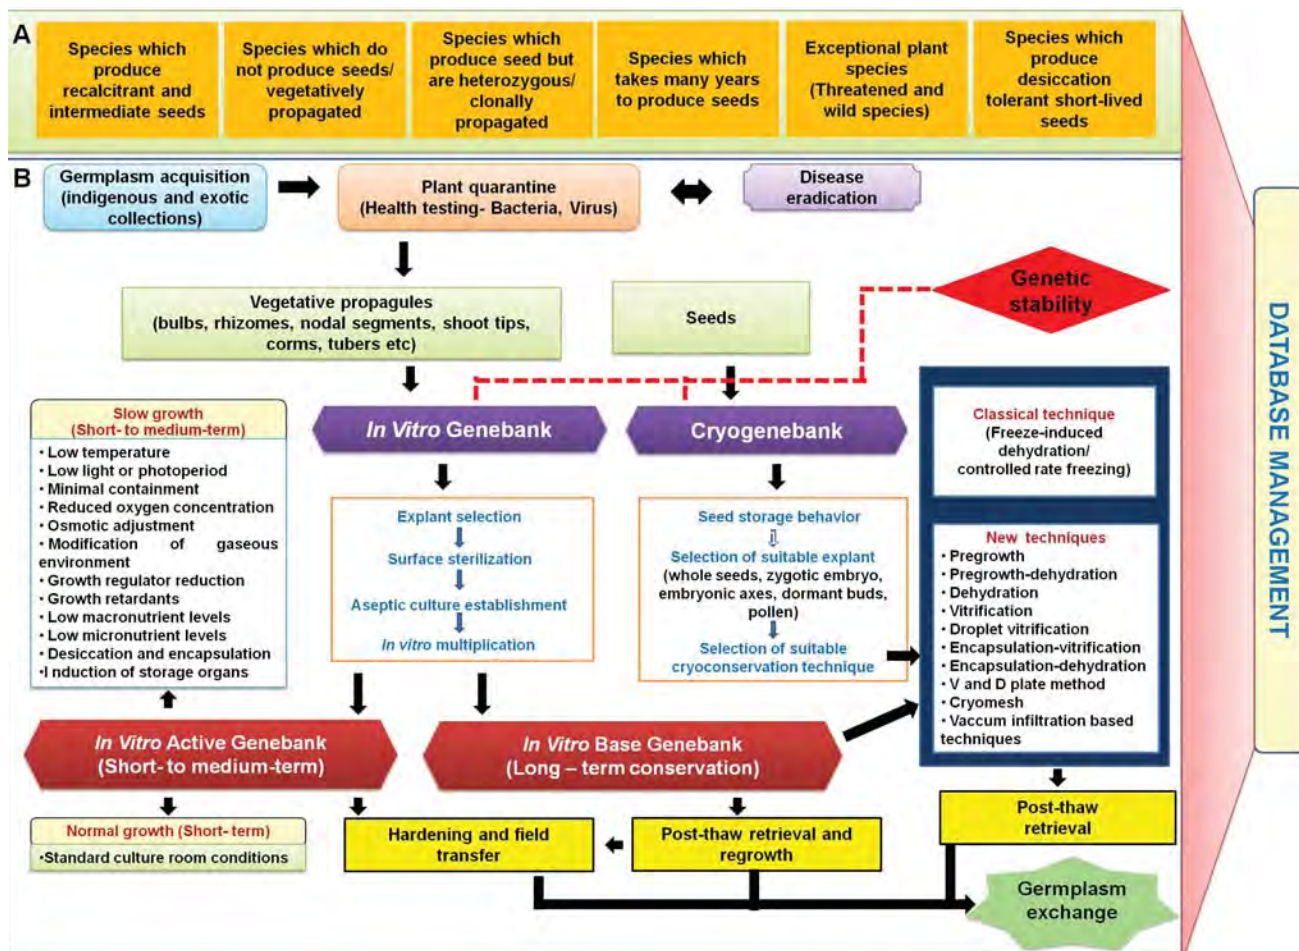 A
Species which
produce
recalcitrant and
intermediate seeds
Species which do
not produce seeds/
vegetatively
propagated
Species which
produce seed but
are heterozygous/
clonally
propagated
Species which
takes many years
to produce seeds
Exceptional plant
species
(Threatened and
wild species)
Species which
produce
desiccation
tolerant short-lived
seeds
B
Germplasm acquisition
(indigenous and exotic
collections)
Plant quarantine
(Health testing- Bacteria, Virus)
Disease
eradication
Genetic
stability
Vegetative propagules
(bulbs, rhizomes, nodal segments, shoot tips,
corms, tubers etc)
Seeds
DATABASE MANAGEMENT
Slow growth
(Short- to medium-term)
• Low temperature
• Low light or photoperiod
• Minimal containment
• Reduced oxygen concentration
• Osmotic adjustment
• Modification of gaseous
environment
• Growth regulator reduction
• Growth retardants
• Low macronutrient levels
• Low micronutrient levels
• Desiccation and encapsulation
•I nduction of storage organs
In Vitro Genebank
Explant selection
Surface sterilization
Aseptic culture establishment
In vitro multiplication
Cryogenebank
Seed storage behavior
Selection of suitable explant
(whole seeds, zygotic embryo,
embryonic axes, dormant buds,
pollen)
Selection of suitable
cryoconservation technique
Classical technique
(Freeze-induced
dehydration/
controlled rate freezing)
New techniques
• Pregrowth
• Pregrowth-dehydration
• Dehydration
• Vitrification
• Droplet vitrification
• Encapsulation-vitrification
• Encapsulation-dehydration
• V and D plate method
• Cryomesh
• Vaccum infiltration based
techniques
In Vitro Active Genebank
(Short- to medium-term)
In Vitro Base Genebank
(Long – term conservation)
Normal growth (Short- term)
•Standard culture room conditions
Hardening and field
transfer
Post-thaw retrieval and
regrowth
Post-thaw
retrieval
Germplasm
exchange